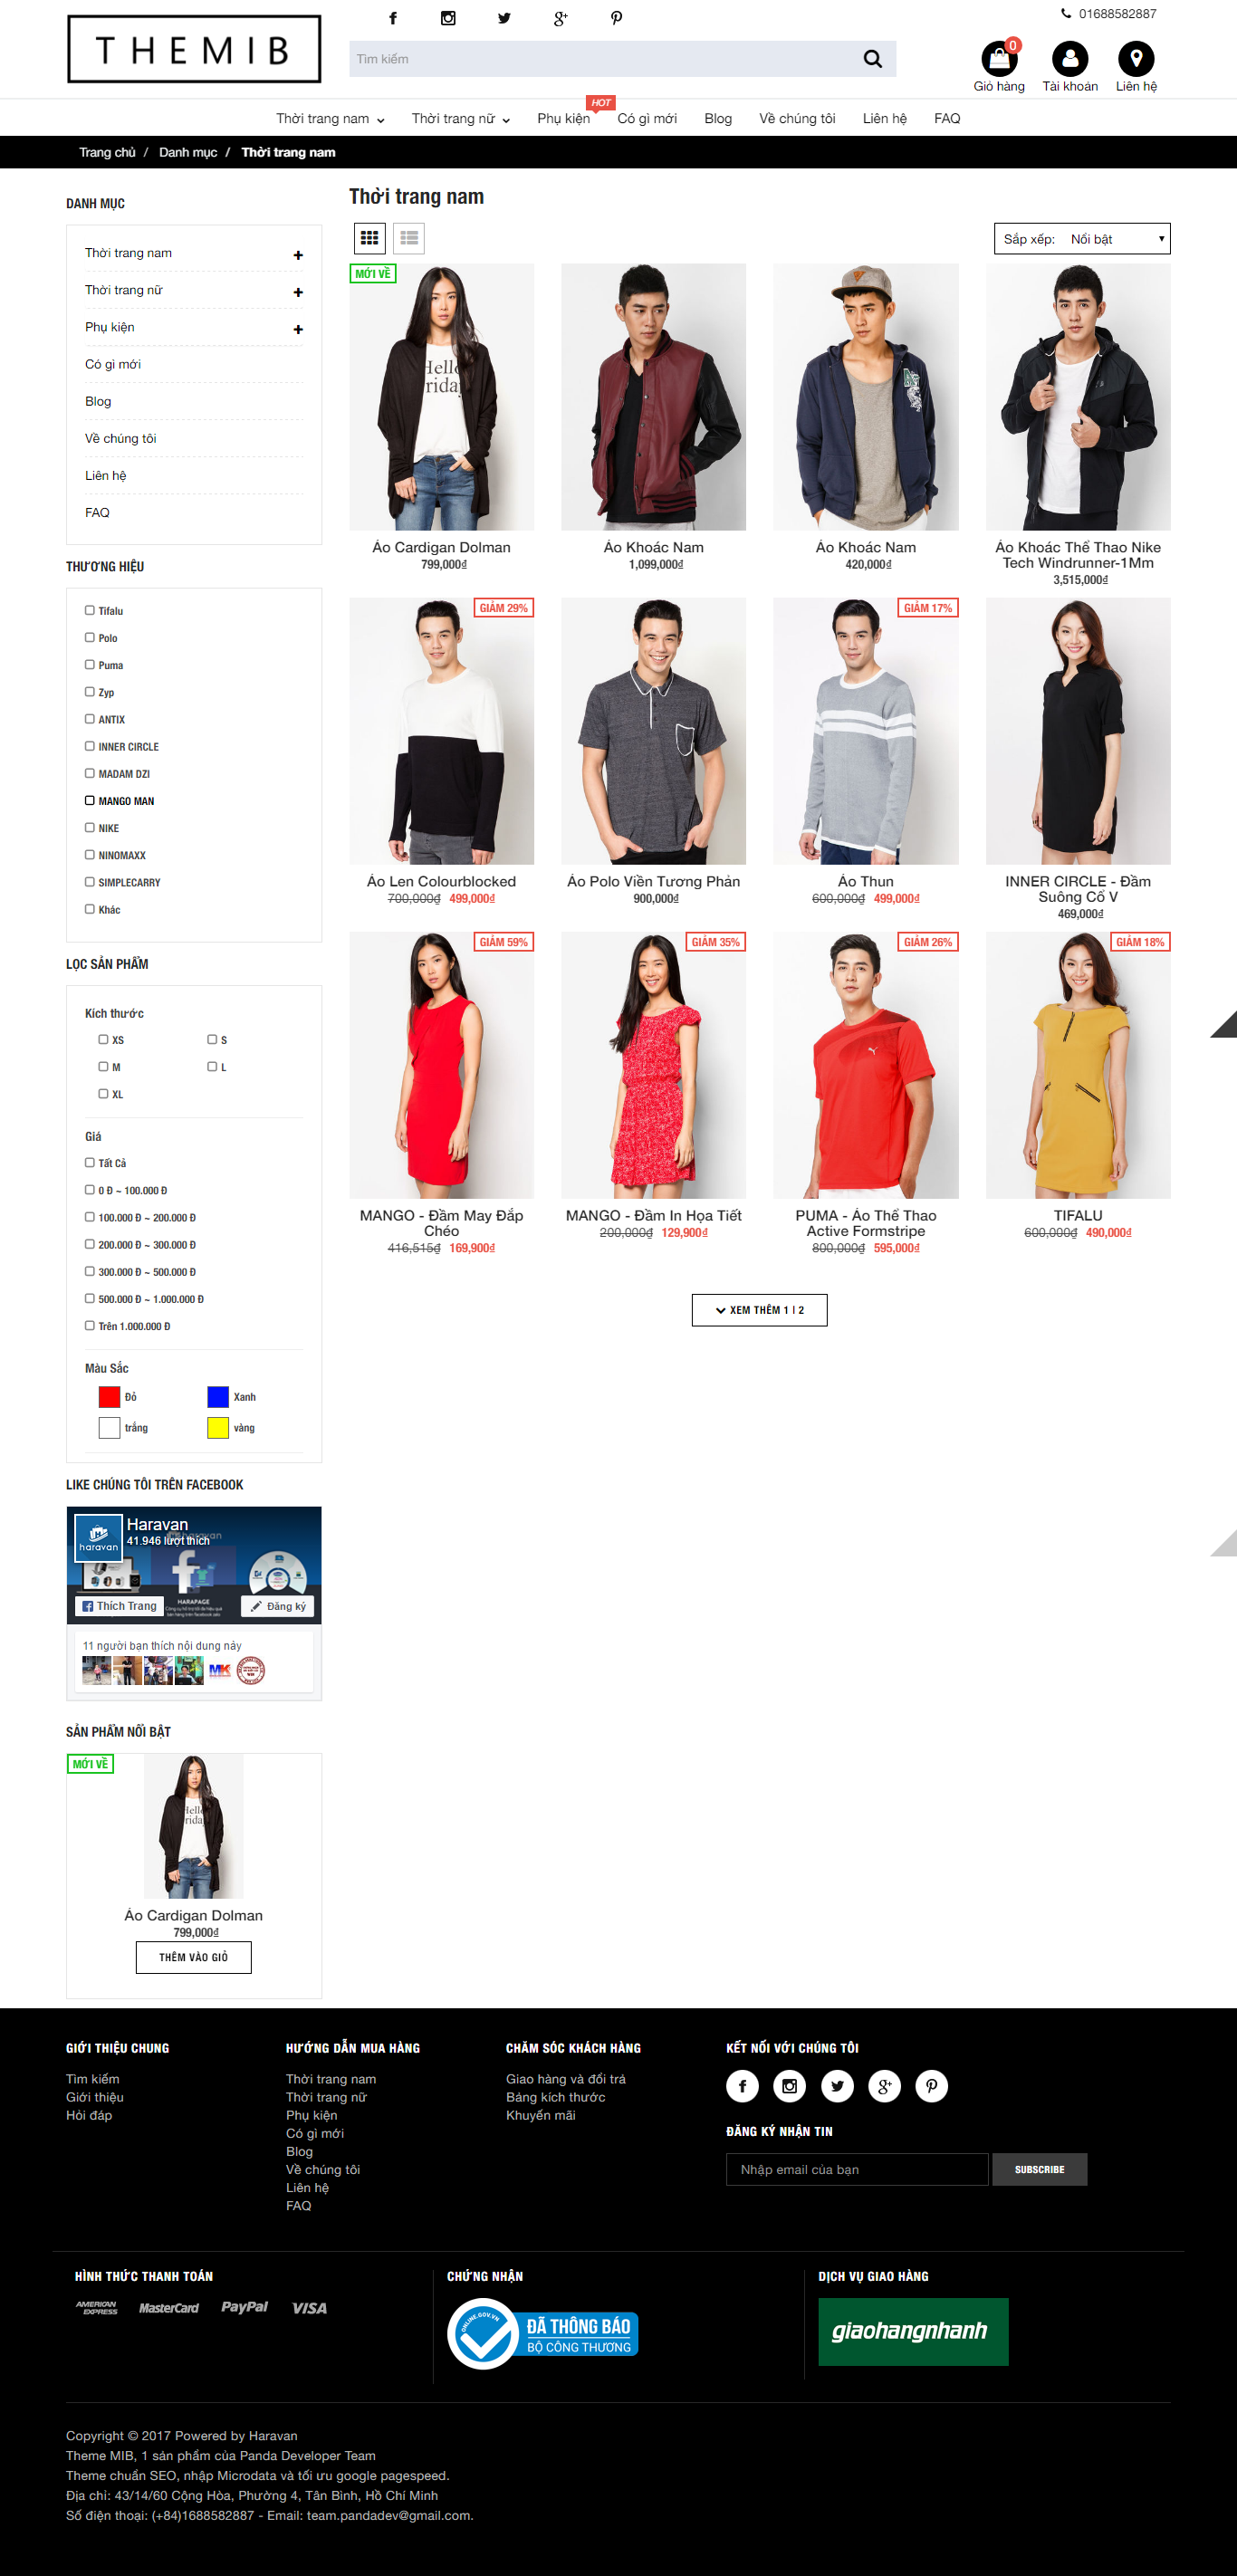 THEMIB
01688582887
Tìm kiếm
0
Giỏ hàng Tài khoản Liên hệ
HOT
Thời trang nam Thời trang nữ Phụ kiện Có gì mới Blog Về chúng tôi Liên hệ FAQ
Trang chủ / Danh mục / Thời trang nam
DANH MỤC
Thời trang nam +
Thời trang nữ +
Phụ kiện +
Có gì mới
Blog
Về chúng tôi
Liên hệ
FAQ
THƯƠNG HIỆU
Tifalu
Polo
Puma
Zyp
ANTIX
INNER CIRCLE
MADAM DZI
MANGO MAN
NIKE
NINOMAXX
SIMPLECARRY
Khác
LỌC SẢN PHẨM
Kích thước
XS S
M L
XL
Giá
Tất Cả
0 Đ ~ 100.000 Đ
100.000 Đ ~ 200.000 Đ
200.000 Đ ~ 300.000 Đ
300.000 Đ ~ 500.000 Đ
500.000 Đ ~ 1.000.000 Đ
Trên 1.000.000 Đ
Màu Sắc
Đỏ Xanh
trắng vàng
LIKE CHÚNG TÔI TRÊN FACEBOOK
Haravan
41.946 lượt thích
haravan
HARAPAGE
Thích Trang Đăng ký
11 người bạn thích nội dung này
MK
SẢN PHẨM NỔI BẬT
MỚI VỀ
Áo Cardigan Dolman
799,000₫
THÊM VÀO GIỎ
Thời trang nam
Sắp xếp: Nổi bật
MỚI VỀ
Hello
friday
Áo Cardigan Dolman
799,000₫
Áo Khoác Nam
1,099,000₫
Áo Khoác Nam
420,000₫
Áo Khoác Thể Thao Nike
Tech Windrunner-1Mm
3,515,000₫
GIẢM 29%
Áo Len Colourblocked
700,000₫ 499,000₫
Áo Polo Viền Tương Phản
900,000₫
GIẢM 17%
Áo Thun
600,000₫ 499,000₫
INNER CIRCLE - Đầm
Suông Cổ V
469,000₫
GIẢM 59%
MANGO - Đầm May Đắp
Chéo
416,515₫ 169,900₫
GIẢM 35%
MANGO - Đầm In Họa Tiết
200,000₫ 129,900₫
GIẢM 26%
PUMA - Áo Thể Thao
Active Formstripe
800,000₫ 595,000₫
GIẢM 18%
TIFALU
600,000₫ 490,000₫
XEM THÊM 1 | 2
GIỚI THIỆU CHUNG
Tìm kiếm
Giới thiệu
Hỏi đáp
HƯỚNG DẪN MUA HÀNG
Thời trang nam
Thời trang nữ
Phụ kiện
Có gì mới
Blog
Về chúng tôi
Liên hệ
FAQ
CHĂM SÓC KHÁCH HÀNG
Giao hàng và đổi trả
Bảng kích thước
Khuyến mãi
KẾT NỐI VỚI CHÚNG TÔI
ĐĂNG KÝ NHẬN TIN
Nhập email của bạn SUBSCRIBE
HÌNH THỨC THANH TOÁN
AMERICAN EXPRESS MasterCard PayPal VISA
CHỨNG NHẬN
ONLINE.GOV.VN
ĐÃ THÔNG BÁO
BỘ CÔNG THƯƠNG
DỊCH VỤ GIAO HÀNG
giaohangnhanh
Copyright © 2017 Powered by Haravan
Theme MIB, 1 sản phẩm của Panda Developer Team
Theme chuẩn SEO, nhập Microdata và tối ưu google pagespeed.
Địa chỉ: 43/14/60 Cộng Hòa, Phường 4, Tân Bình, Hồ Chí Minh
Số điện thoại: (+84)1688582887 - Email: team.pandadev@gmail.com.